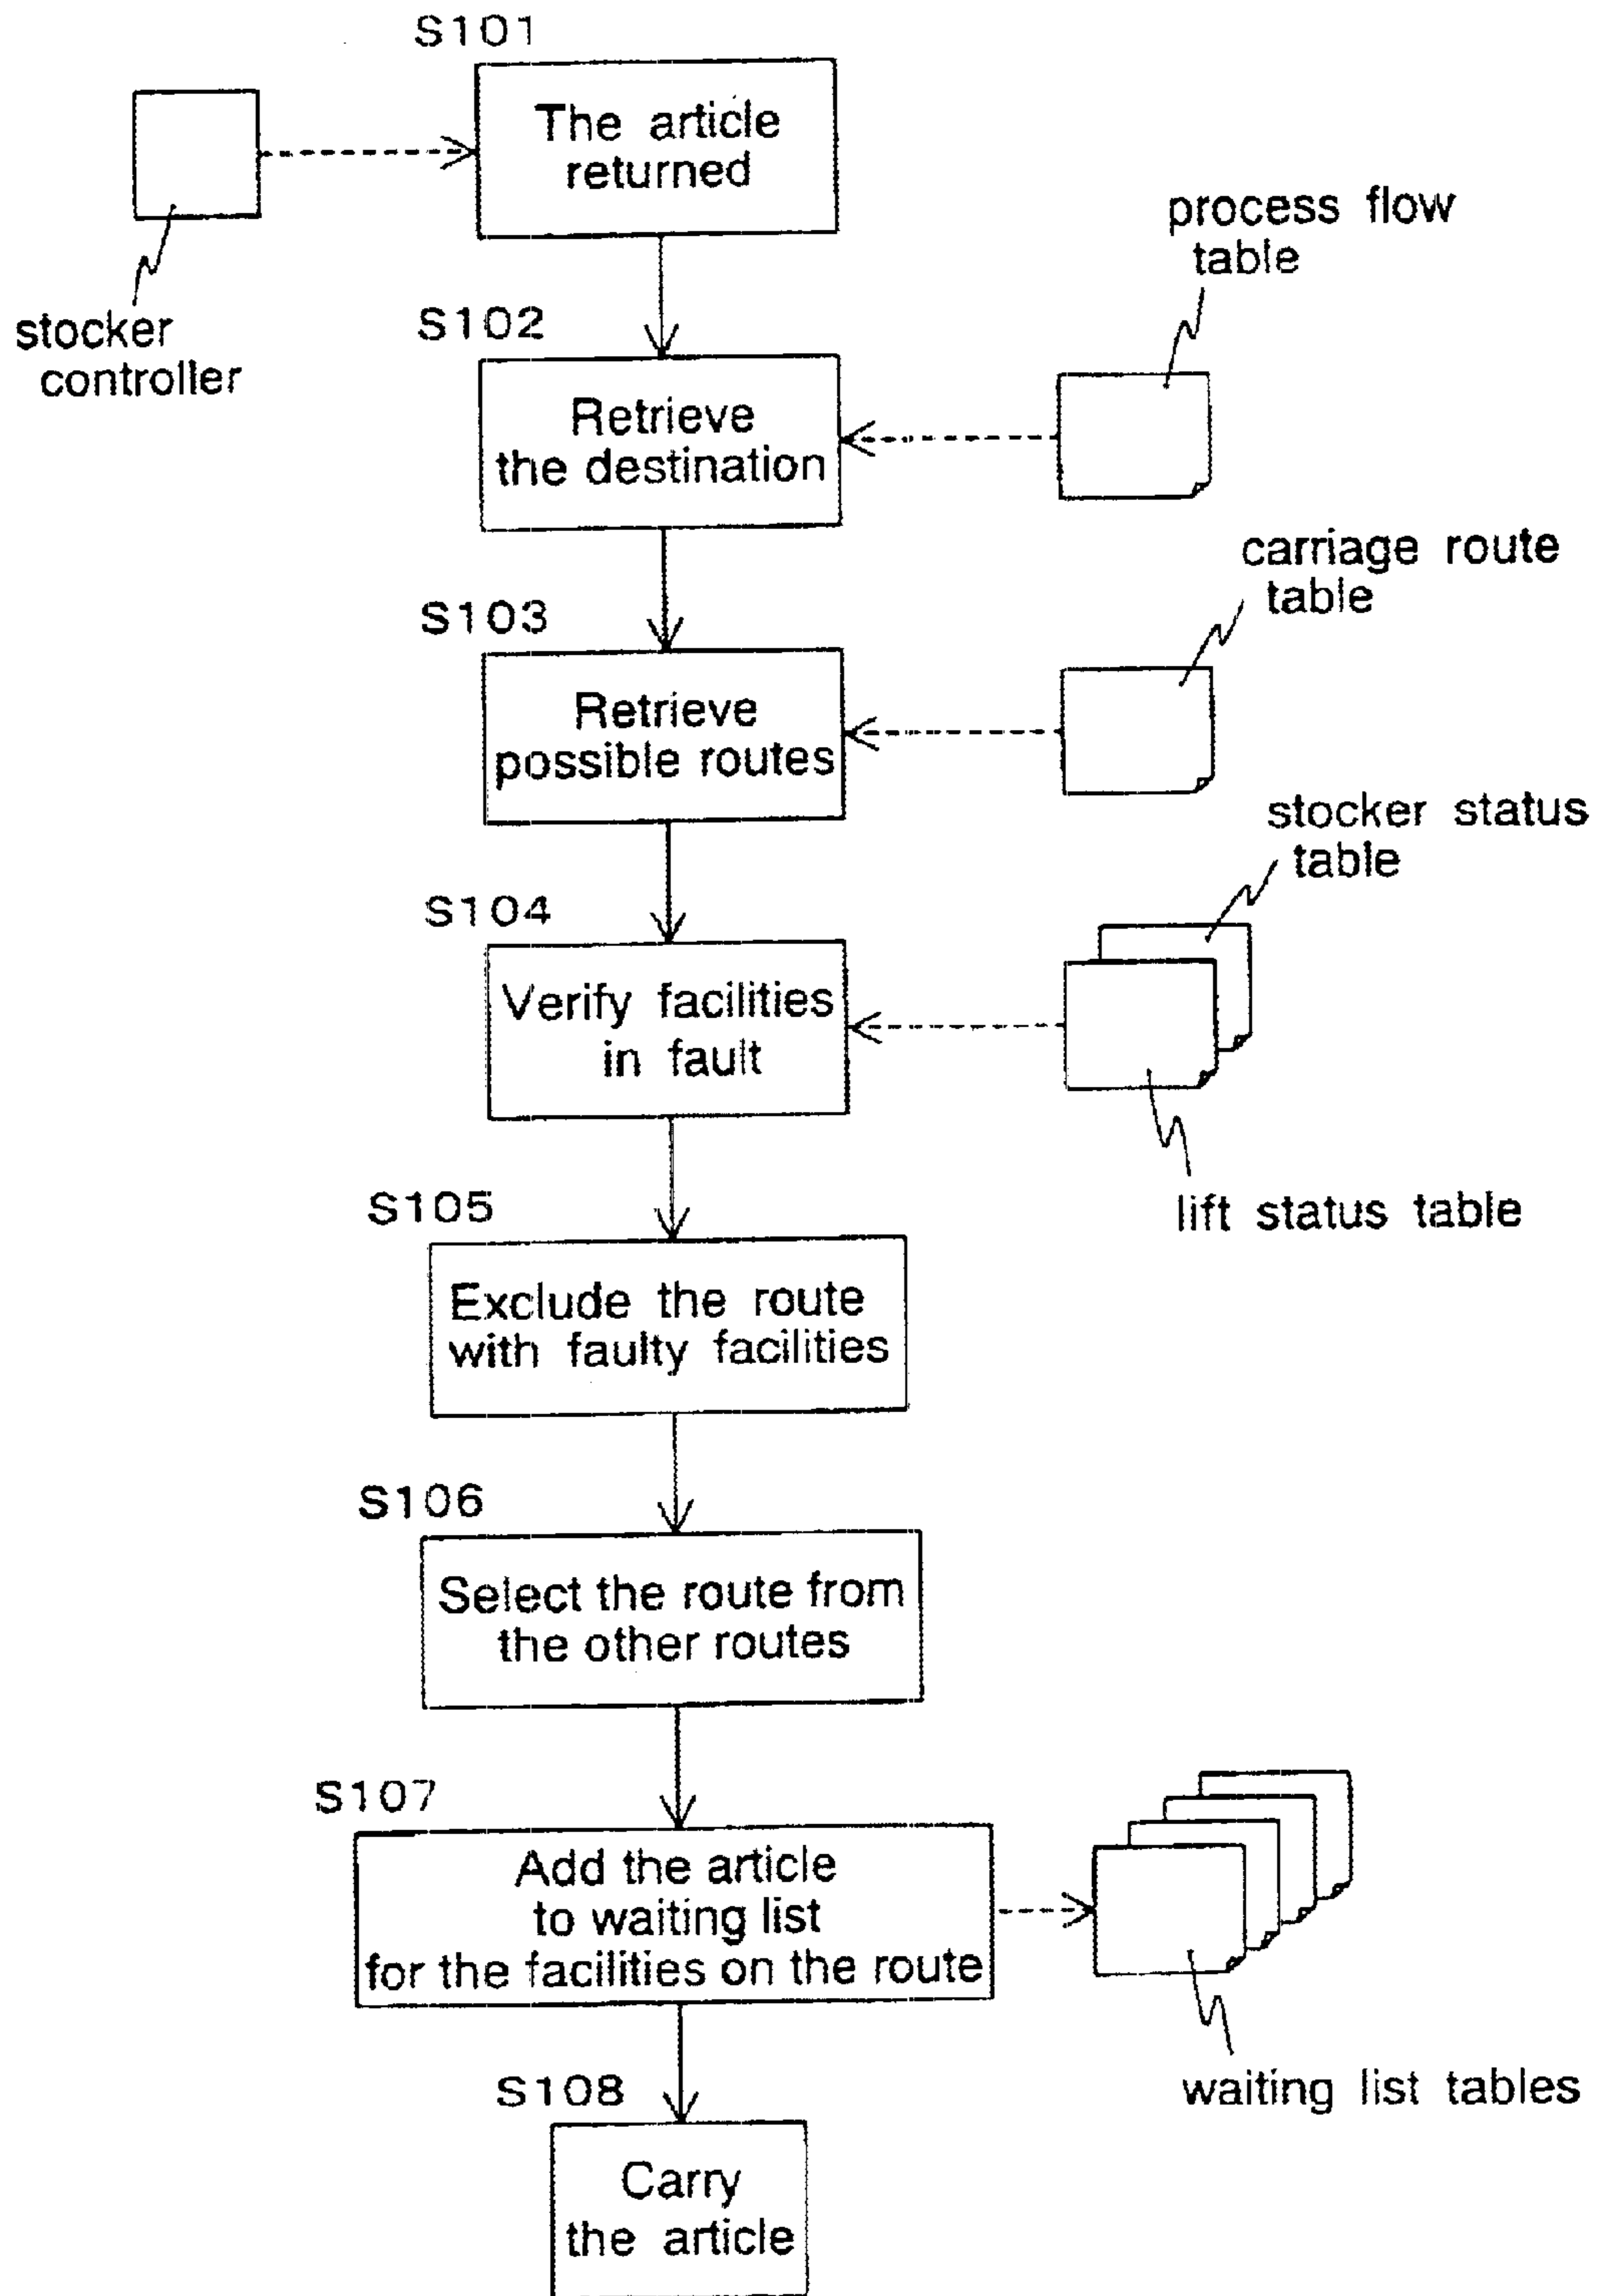 S101
The article
returned
stocker
controller
process flow
table
S102
Retrieve
the destination
carriage route
table
S103
Retrieve
possible routes
stocker status
table
S104
Verify facilities
in fault
lift status table
S105
Exclude the route
with faulty facilities
S106
Select the route from
the other routes
S107
Add the article
to waiting list
for the facilities on the route
waiting list tables
S108
Carry
the article